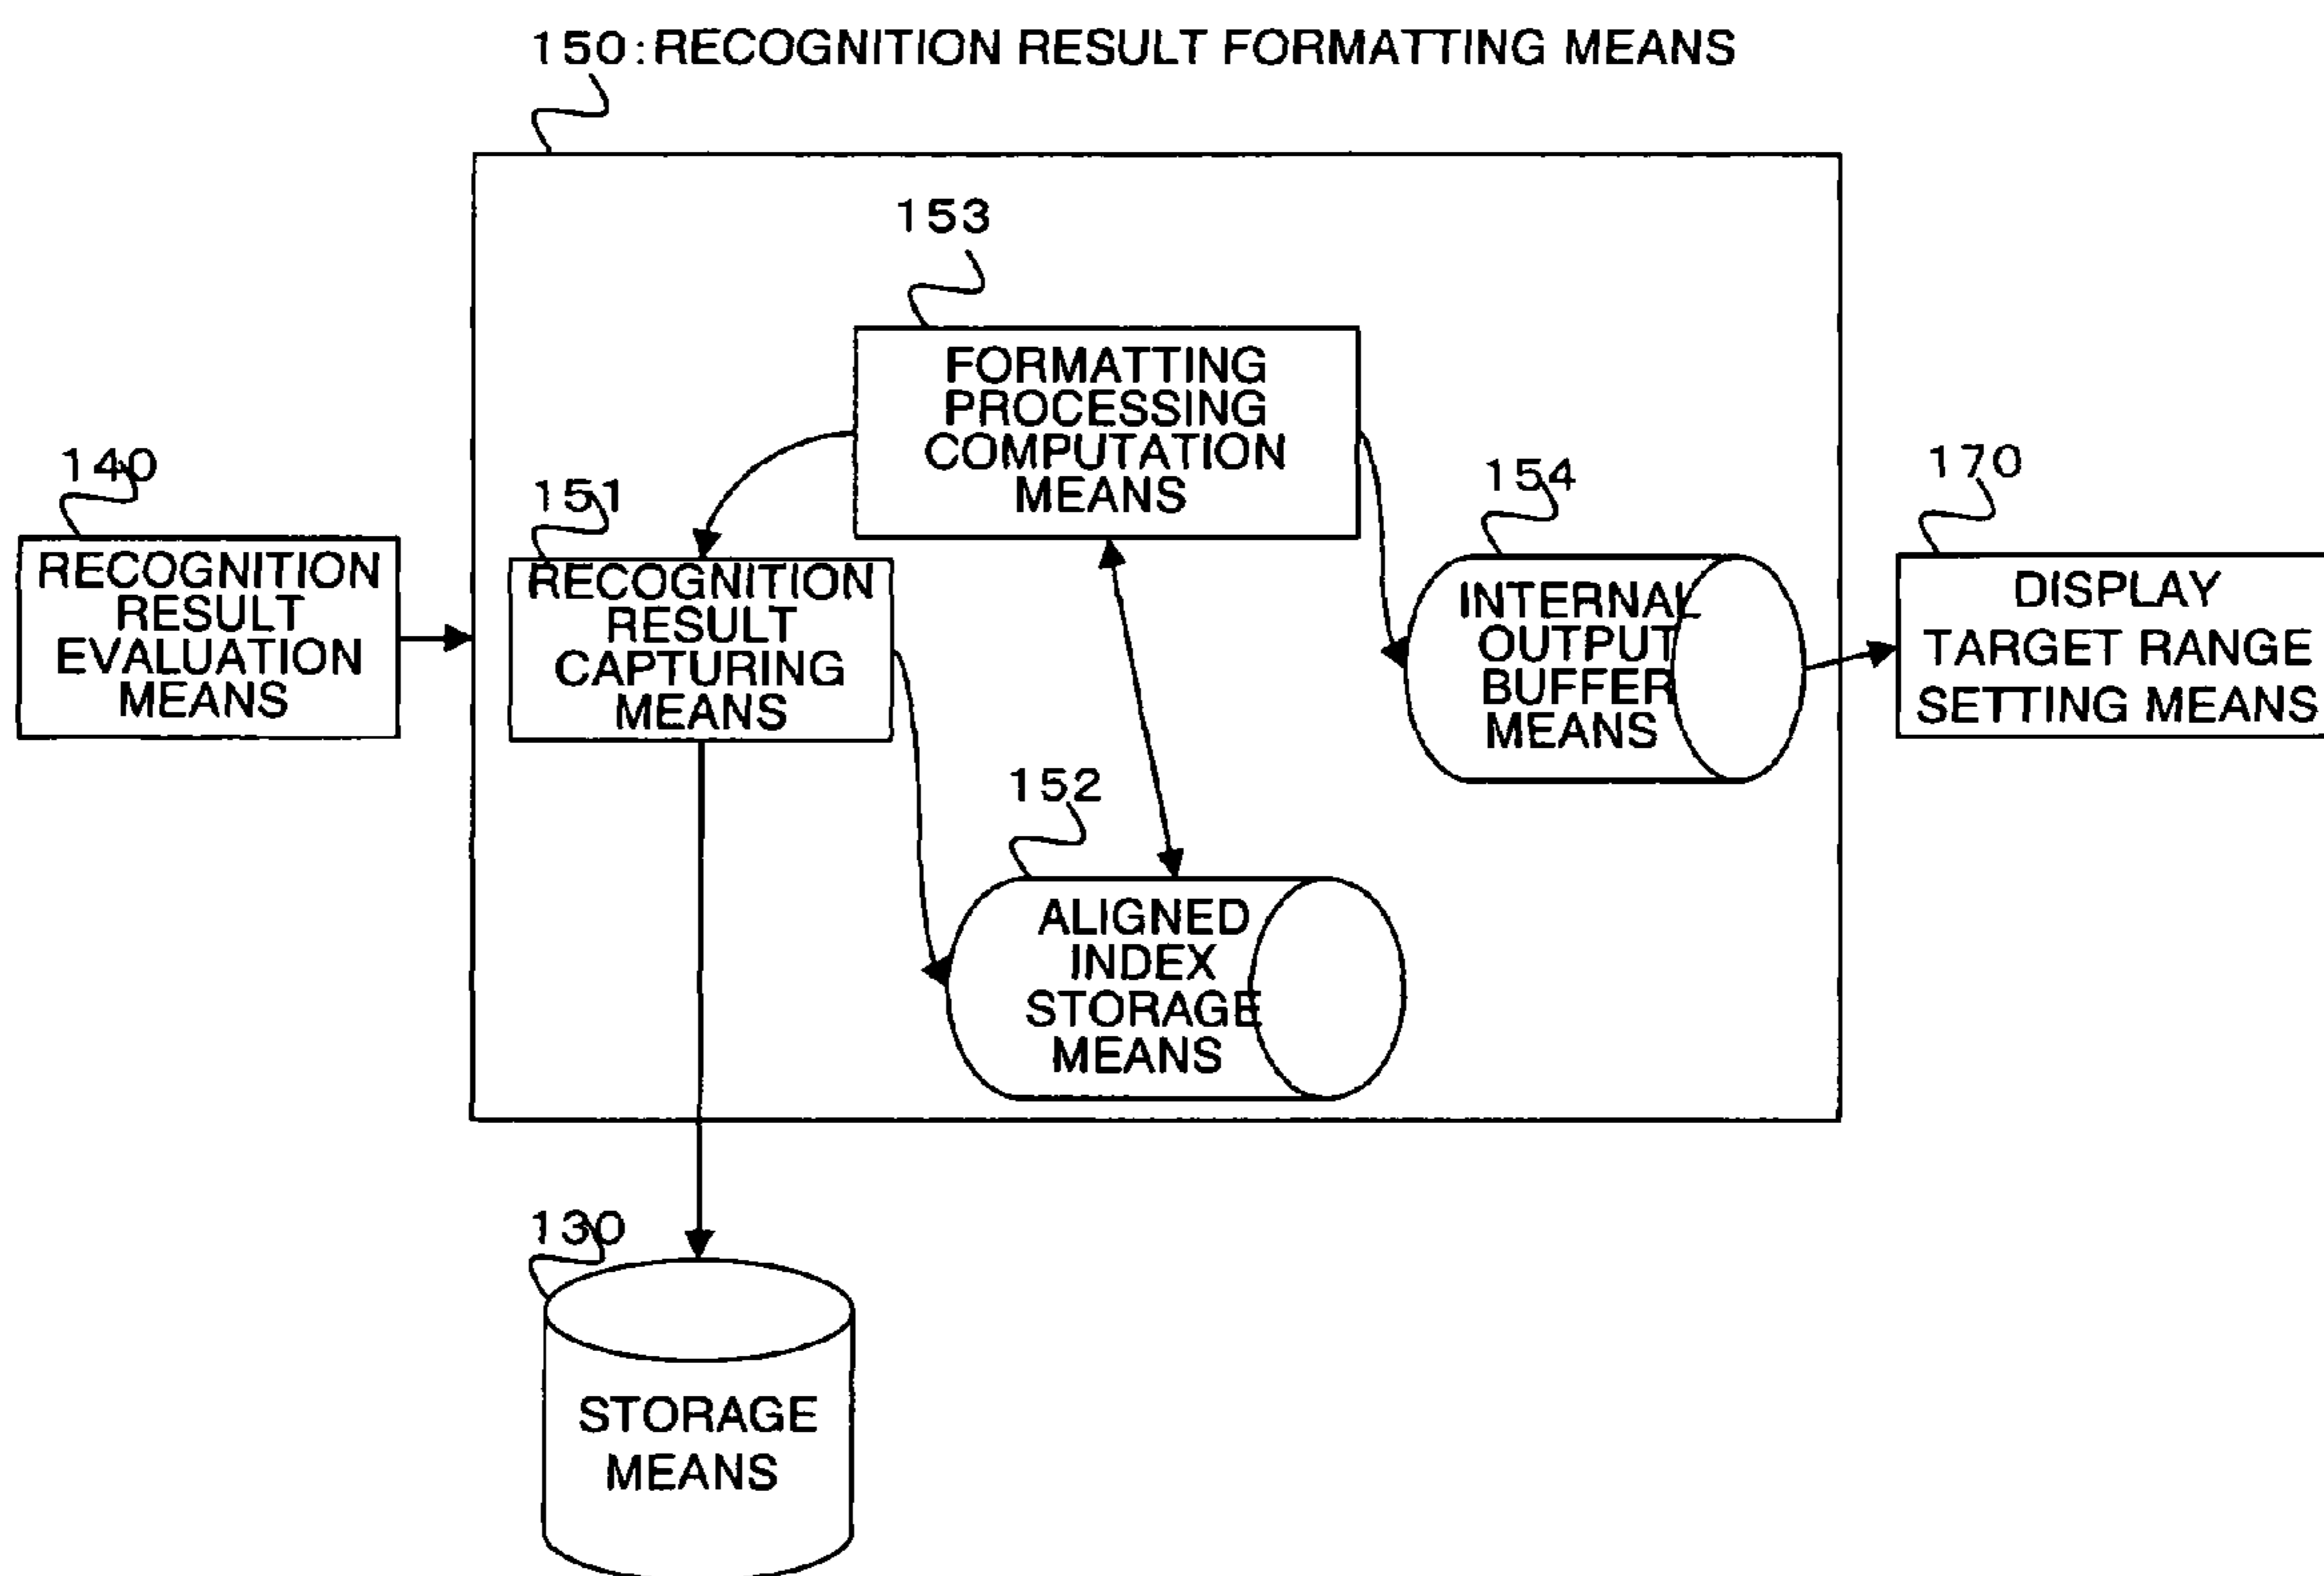 150:RECOGNITION RESULT FORMATTING MEANS
153
FORMATTING
PROCESSING
COMPUTATION
MEANS
140
RECOGNITION
RESULT
EVALUATION
MEANS
151
RECOGNITION
RESULT
CAPTURING
MEANS
154
INTERNAL
OUTPUT
BUFFER
MEANS
170
DISPLAY
TARGET RANGE
SETTING MEANS
152
ALIGNED
INDEX
STORAGE
MEANS
130
STORAGE
MEANS